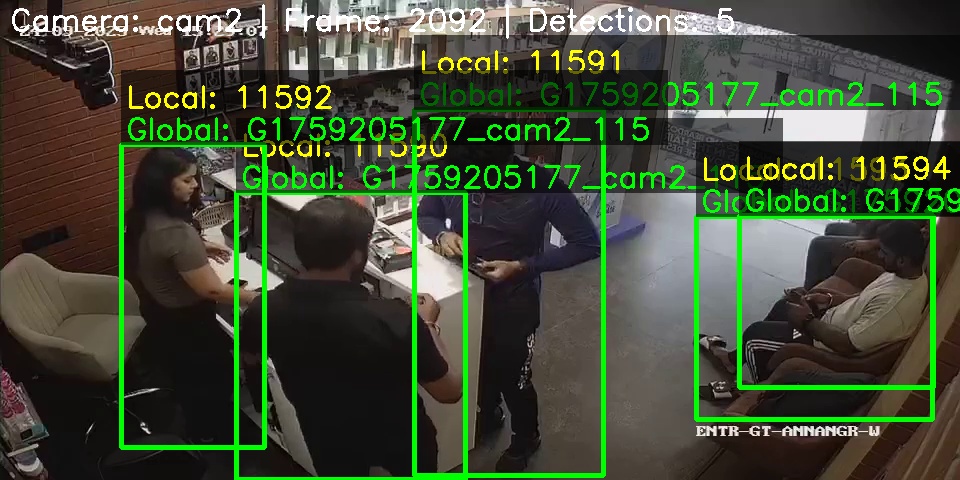 Camera: cam2 | Frame: 2092 | Detections: 5
Local: 11591
Global: G1759205177_cam2_115
Local: 11592
Global: G1759205177_cam2_115
Local: 11590
Global: G1759205177_cam2_
Local: 11594
Global: G1759
ENTR-GT-ANNANGR-W